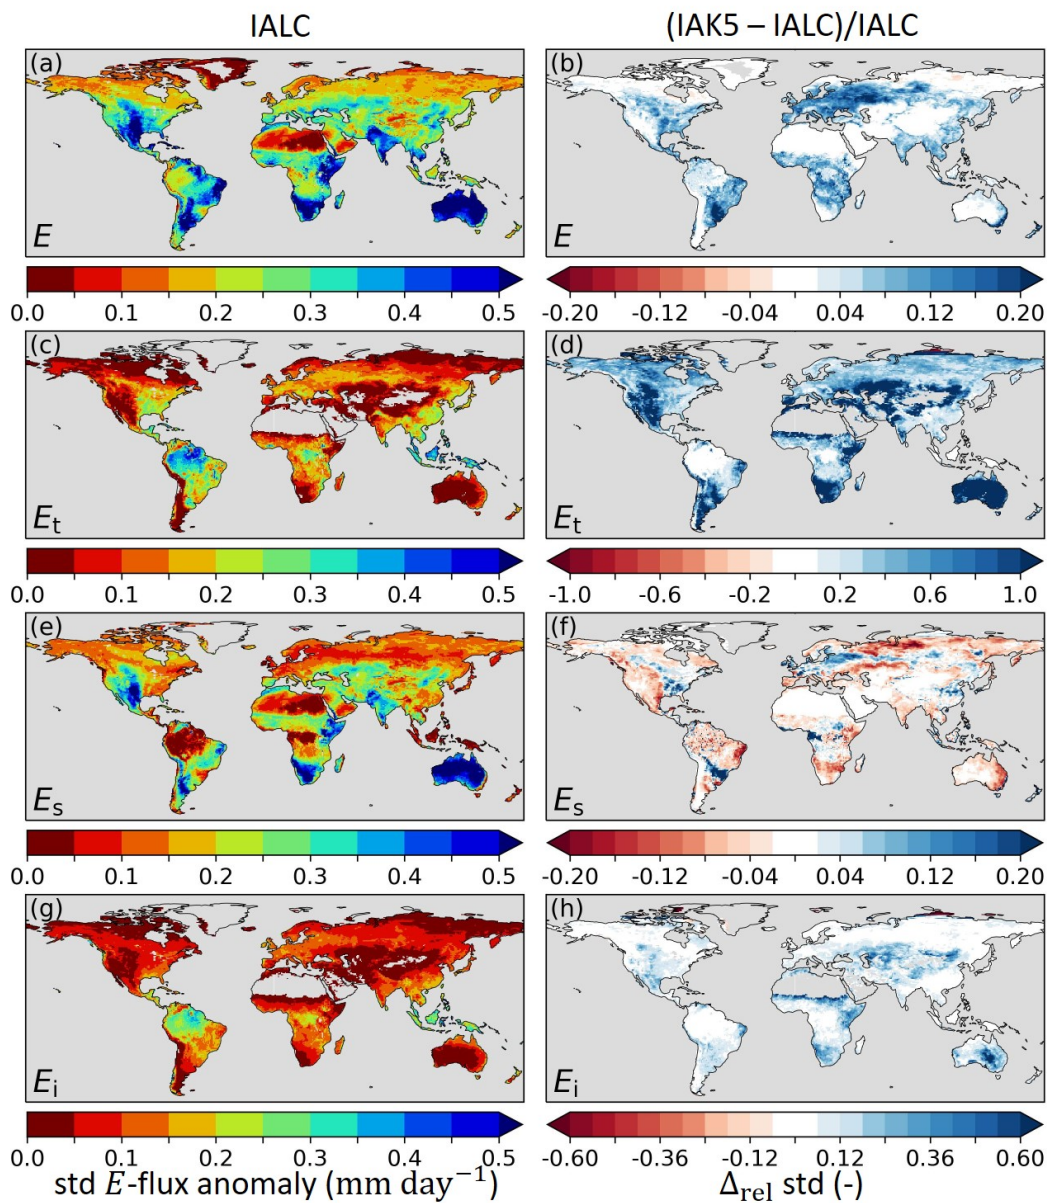 IALC (IAK5 – IALC)/IALC
(a) (b)
E E
0.0 0.1 0.2 0.3 0.4 0.5 -0.20 -0.12 -0.04 0.04 0.12 0.20
(c) (d)
Et Et
0.0 0.1 0.2 0.3 0.4 0.5 -1.0 -0.6 -0.2 0.2 0.6 1.0
(e) (f)
Es Es
0.0 0.1 0.2 0.3 0.4 0.5 -0.20 -0.12 -0.04 0.04 0.12 0.20
(g) (h)
Ei Ei
0.0 0.1 0.2 0.3 0.4 0.5 -0.60 -0.36 -0.12 0.12 0.36 0.60
std E-flux anomaly (mm day⁻¹) Δrel std (-)